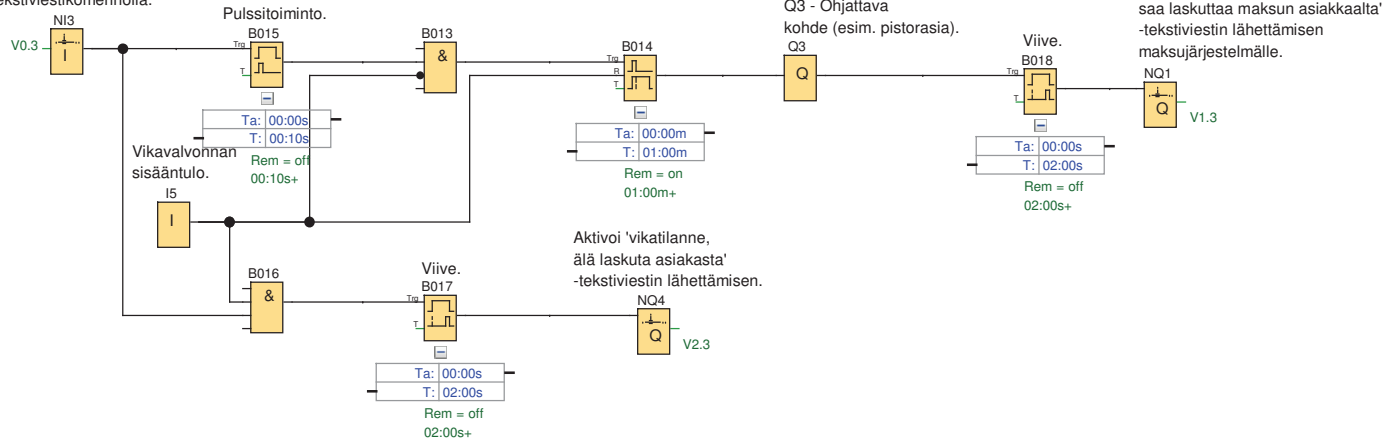 tekstiviestikomennolla.
NI3
V0.3
I
Pulssitoiminto.
B015
Trg
T
Ta: 00:00s
T: 00:10s
Rem = off
00:10s+
B013
&
B014
Trg
R
T
Ta: 00:00m
T: 01:00m
Rem = on
01:00m+
Q3 - Ohjattava
kohde (esim. pistorasia).
Q3
Q
Viive.
B018
Trg
T
Ta: 00:00s
T: 02:00s
Rem = off
02:00s+
saa laskuttaa maksun asiakkaalta'
-tekstiviestin lähettämisen
maksujärjestelmälle.
NQ1
Q
V1.3
Vikavalvonnan
sisääntulo.
I5
I
B016
&
Viive.
B017
Trg
T
Ta: 00:00s
T: 02:00s
Rem = off
02:00s+
Aktivoi 'vikatilanne,
älä laskuta asiakasta'
-tekstiviestin lähettämisen.
NQ4
Q
V2.3